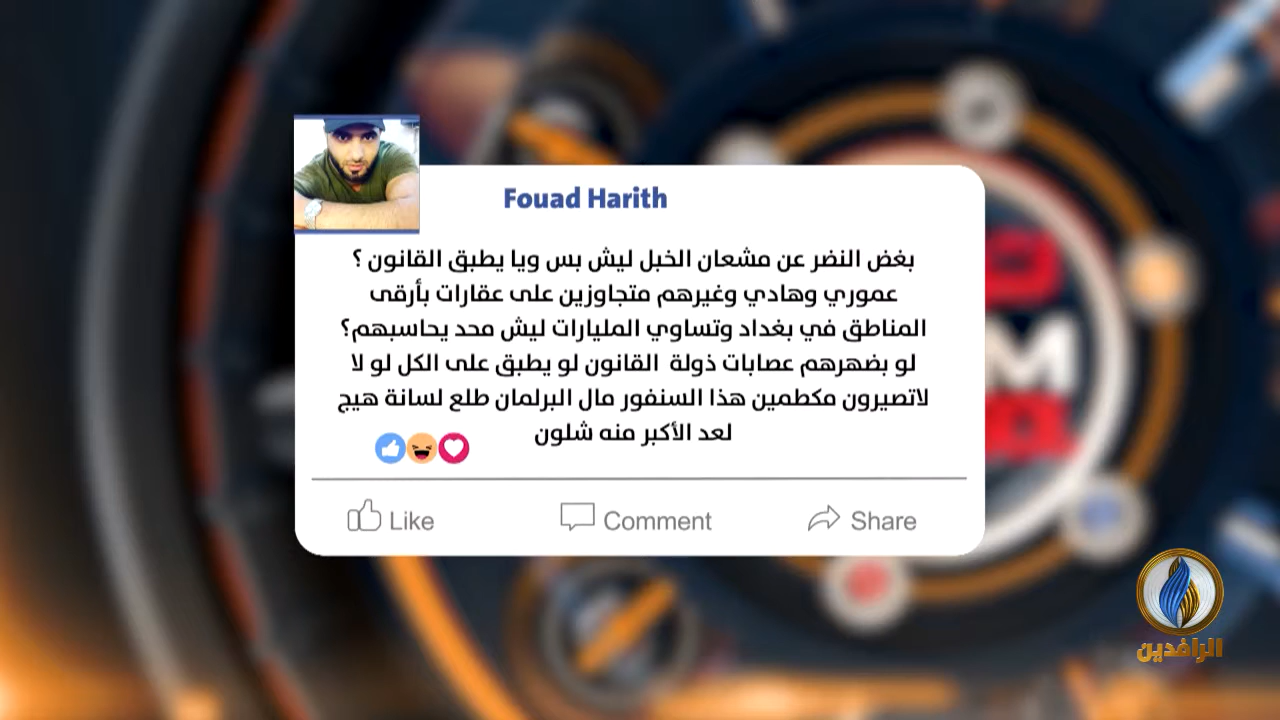 Fouad Harith
بغض النضر عن مشعان الخبل ليش بس ويا يطبق القانون ؟
عموري وهادي وغيرهم متجاوزين على عقارات بأرقى
المناطق في بغداد وتساوي المليارات ليش محد يحاسبهم؟
لو بضهرهم عصابات ذولة القانون لو يطبق على الكل لو لا
لاتصيرون مكطمين هذا السنفور مال البرلمان طلع لسانة هيج
لعد الأكبر منه شلون
Like Comment Share
الرافدين